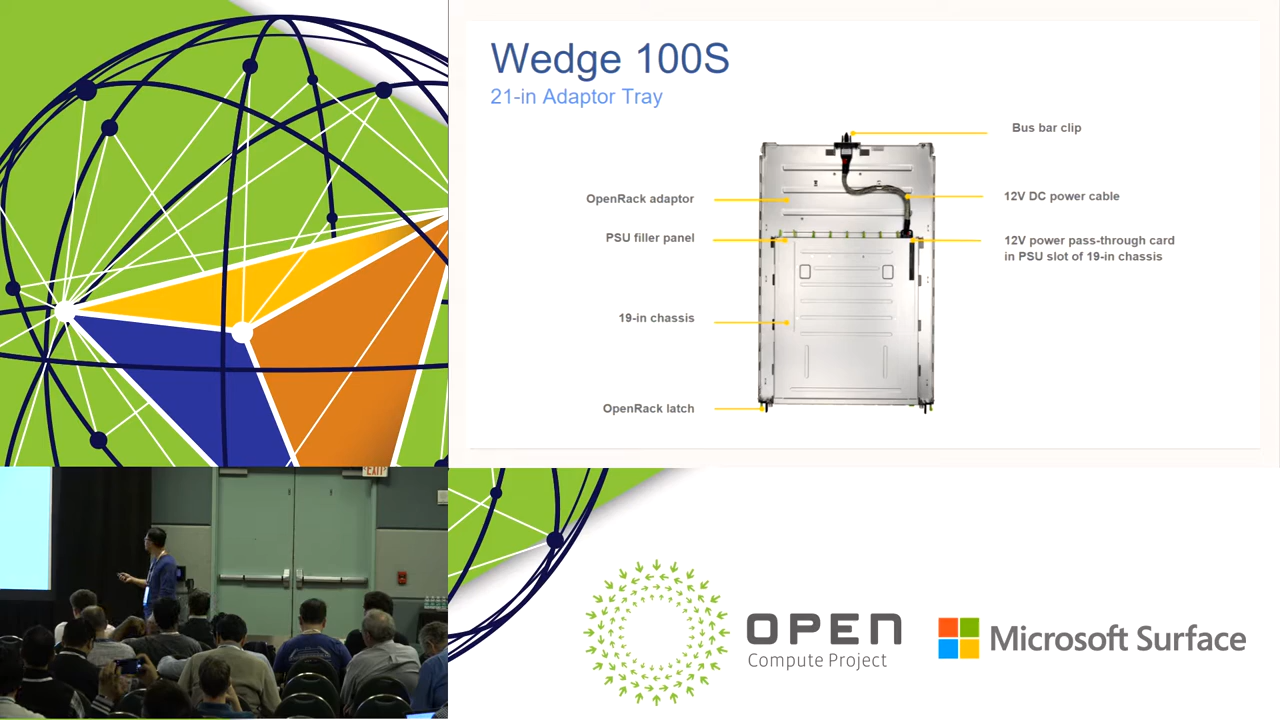 Wedge 100S
21-in Adaptor Tray
Bus bar clip
OpenRack adaptor
12V DC power cable
PSU filler panel
12V power pass-through card
in PSU slot of 19-in chassis
19-in chassis
OpenRack latch
EXIT
OPEN
Compute Project
Microsoft Surface